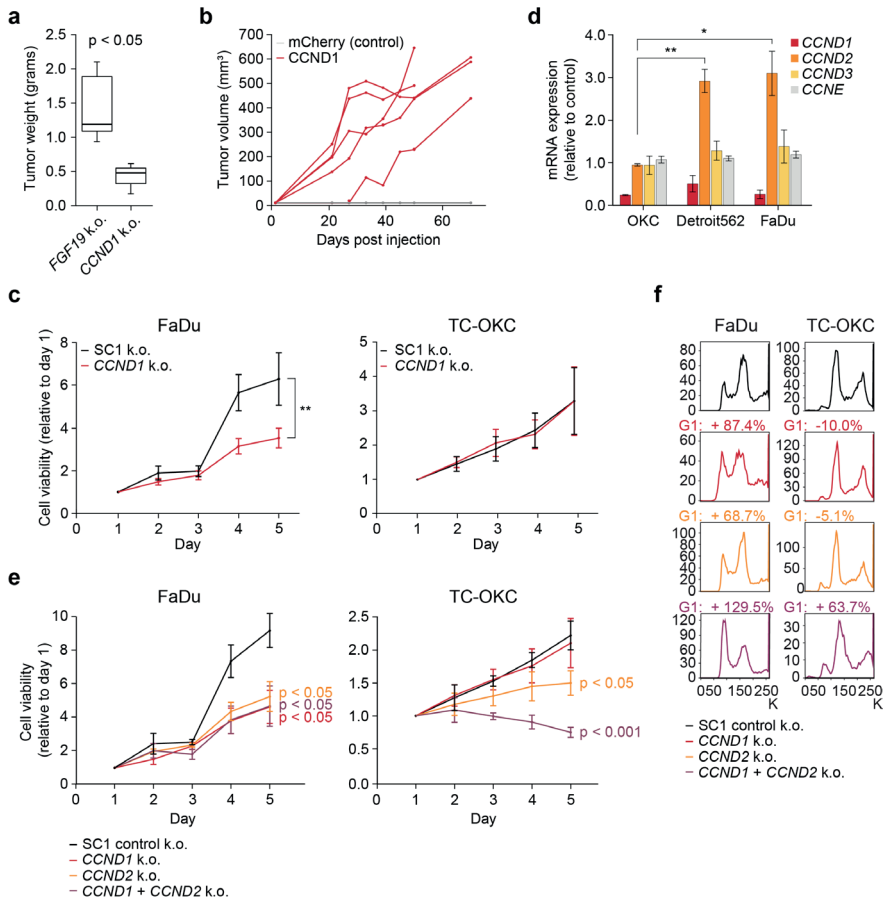 a
p < 0.05
Tumor weight (grams)
2.5
2.0
1.5
1.0
0.5
0.0
FGF19 k.o.
CCND1 k.o.
b
mCherry (control)
CCND1
Tumor volume (mm³)
700
600
500
400
300
200
100
0
0 20 40 60
Days post injection
d
*
**
CCND1
CCND2
CCND3
CCNE
mRNA expression
(relative to control)
4.0
3.0
2.0
1.0
0
OKC Detroit562 FaDu
c
FaDu
SC1 k.o.
CCND1 k.o.
**
Cell viability (relative to day 1)
8
6
4
2
0
0 1 2 3 4 5
Day
TC-OKC
SC1 k.o.
CCND1 k.o.
5
4
3
2
1
0
0 1 2 3 4 5
Day
e
FaDu
Cell viability
(relative to day 1)
10
8
6
4
2
0
p < 0.05
p < 0.05
p < 0.05
0 1 2 3 4 5
Day
TC-OKC
2.5
2.0
1.5
1.0
0.5
0.0
p < 0.05
p < 0.001
0 1 2 3 4 5
Day
SC1 control k.o.
CCND1 k.o.
CCND2 k.o.
CCND1 + CCND2 k.o.
f
FaDu TC-OKC
80
60
40
20
0
100
80
60
40
20
0
G1: + 87.4% G1: -10.0%
60
40
20
0
120
90
60
30
0
G1: + 68.7% G1: -5.1%
100
80
60
40
20
0
100
50
0
G1: + 129.5% G1: + 63.7%
120
90
60
30
0
30
20
10
0
050 150 250 050 150 250
K K
SC1 control k.o.
CCND1 k.o.
CCND2 k.o.
CCND1 + CCND2 k.o.